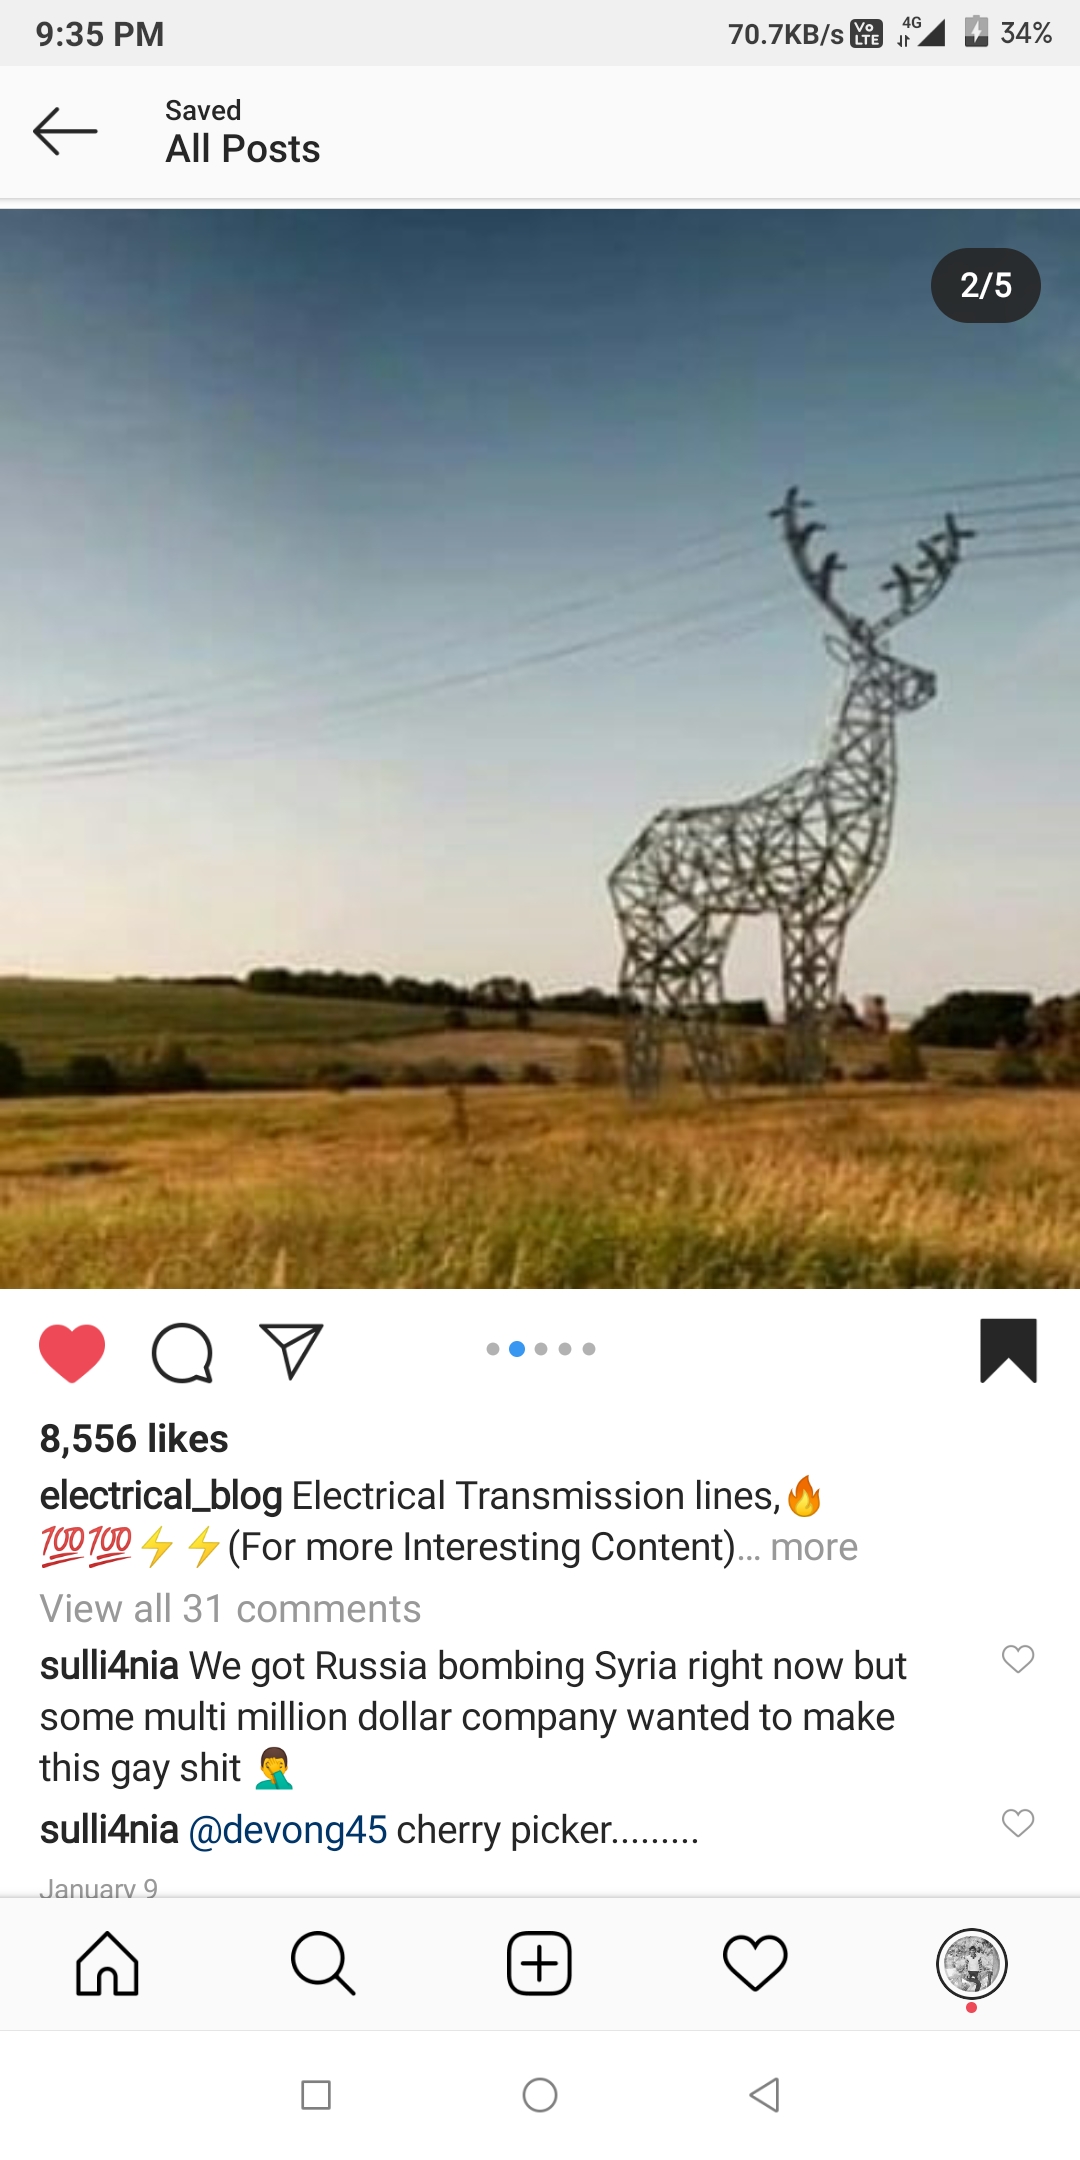 9:35 PM 70.7KB/s Vo LTE 4G 34%
Saved
All Posts
2/5
8,556 likes
electrical_blog Electrical Transmission lines,🔥
💯💯⚡⚡(For more Interesting Content)... more
View all 31 comments
sulli4nia We got Russia bombing Syria right now but
some multi million dollar company wanted to make
this gay shit 🤦‍♂️
sulli4nia @devong45 cherry picker.........
January 9